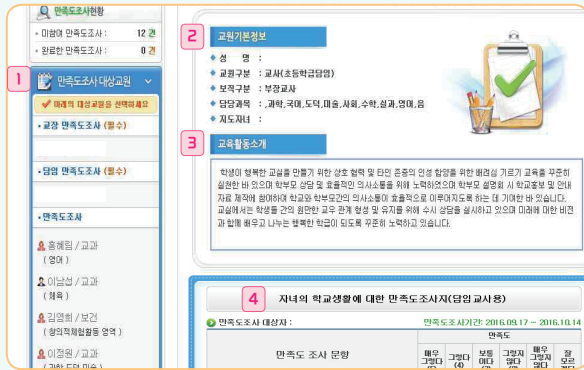 만족도조사현황
• 미참여 만족도조사 : 12 건
• 완료한 만족도조사 : 0 건
1
만족도조사 대상교원
아래의 대상교원을 선택하세요
• 교장 만족도조사 (필수)
• 담임 만족도조사 (필수)
• 만족도조사
홍혜림 / 교과
( 영어 )
이남섭 / 교과
( 체육 )
김영희 / 보건
( 창의적체험활동 영역 )
이정원 / 교과
2
교원기본정보
성 명 :
교원구분 : 교사(초등학급담임)
보직구분 : 부장교사
담당과목 : ,과학,국어,도덕,미술,사회,수학,실과,영어,음
지도자녀 :
3
교육활동소개
학생이 행복한 교실을 만들기 위한 상호 협력 및 타인 존중의 인성 함양을 위한 배려심 기르기 교육을 꾸준히
실천한 바 있으며 학부모 상담 및 효율적인 의사소통을 위해 노력하였으며 학부모 설명회 시 학교홍보 및 안내
자료 제작에 참여하여 학교와 학부모간의 의사소통이 효율적으로 이루어지도록 하는 데 기여한 바 있습니다.
교실에서는 학생들 간의 원만한 교우 관계 형성 및 유지를 위해 수시 상담을 실시하고 있으며 미래에 대한 비전
과 함께 배우고 나누는 행복한 학급이 되도록 꾸준히 노력하고 있습니다.
4
자녀의 학교생활에 대한 만족도조사지(담임교사용)
만족도조사 대상자 : 만족도조사기간: 2016.09.17 ~ 2016.10.14
만족도 조사 문항
만족도
매우 그렇다 그렇다 보통 이다 그렇지 않다 매우 그렇지 않다 잘 모르
(4)